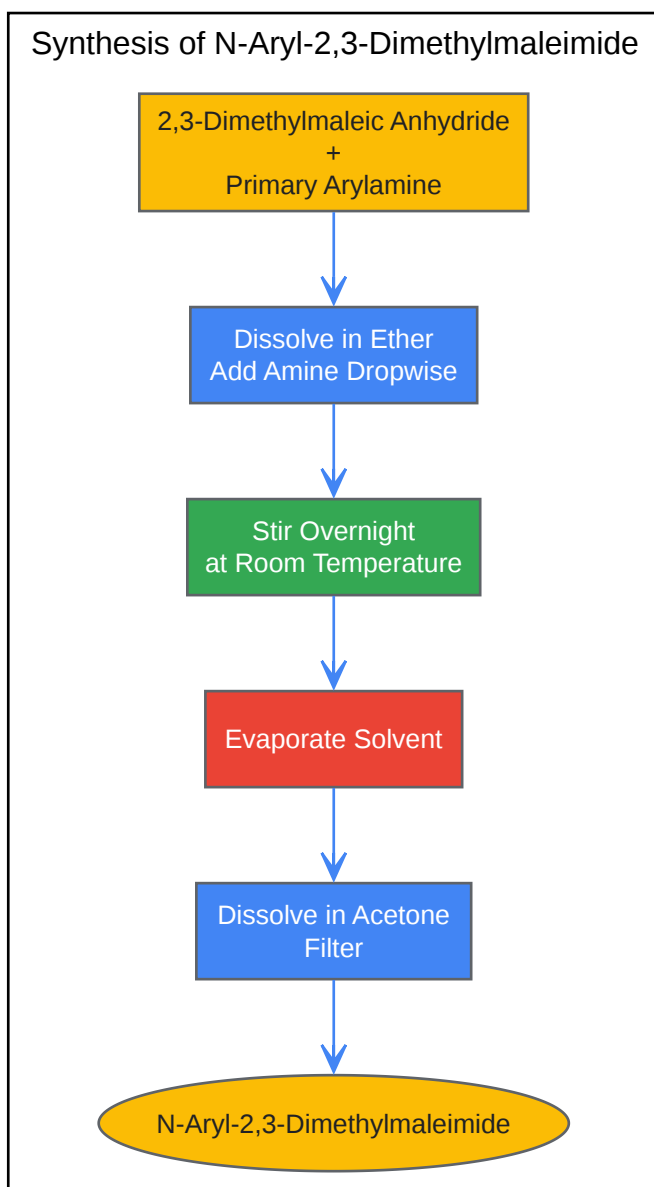 Synthesis of N-Aryl-2,3-Dimethylmaleimide
2,3-Dimethylmaleic Anhydride
+
Primary Arylamine
Dissolve in Ether
Add Amine Dropwise
Stir Overnight
at Room Temperature
Evaporate Solvent
Dissolve in Acetone
Filter
N-Aryl-2,3-Dimethylmaleimide